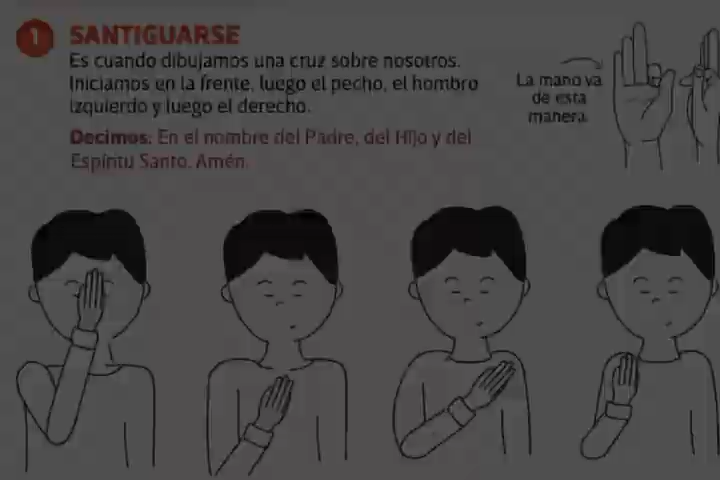 1 SANTIGUARSE
Es cuando dibujamos una cruz sobre nosotros.
Iniciamos en la frente, luego el pecho, el hombro
izquierdo y luego el derecho.
Decimos: En el nombre del Padre, del Hijo y del
Espíritu Santo. Amén.
La mano va
de esta
manera.